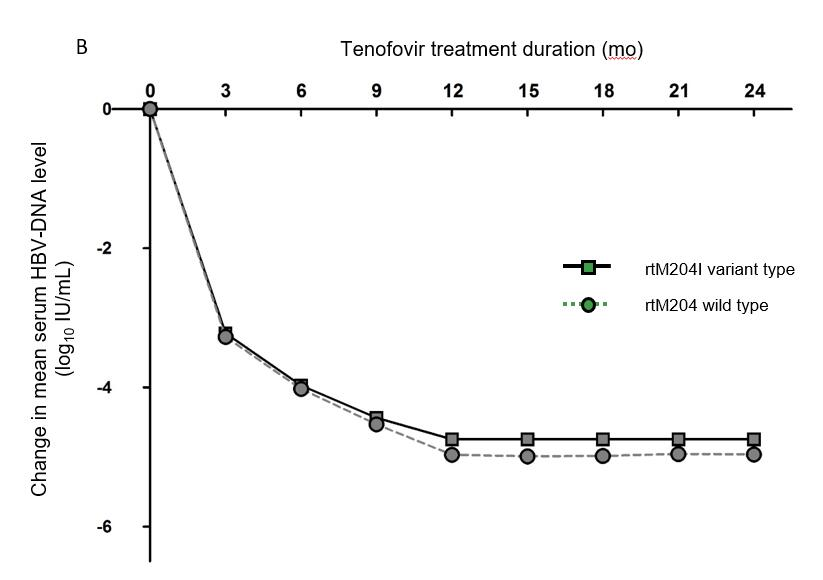 B
Tenofovir treatment duration (mo)
0 3 6 9 12 15 18 21 24
0
-2
-4
-6
Change in mean serum HBV-DNA level
(log10 IU/mL)
rtM204I variant type
rtM204 wild type